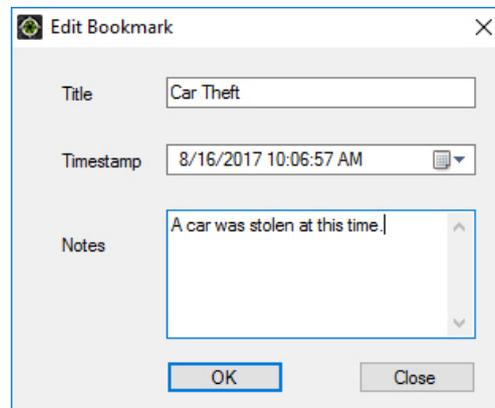 Edit Bookmark
Title
Car Theft
Timestamp
8/16/2017 10:06:57 AM
Notes
A car was stolen at this time.
OK
Close